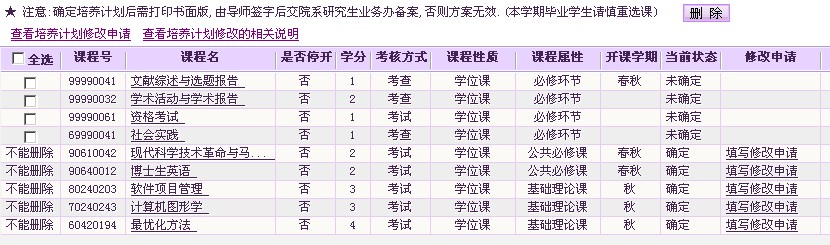 ★ 注意:确定培养计划后需打印书面版,由导师签字后交院系研究生业务办备案,否则方案无效.(本学期毕业学生请慎重选课) 删 除
查看培养计划修改申请 查看培养计划修改的相关说明
全选 课程号 课程名 是否停开 学分 考核方式 课程性质 课程属性 开课学期 当前状态 修改申请
99990041 文献综述与选题报告 否 1 考查 学位课 必修环节 春秋 未确定
99990032 学术活动与学术报告 否 2 考查 学位课 必修环节 未确定
99990061 资格考试 否 1 考试 学位课 必修环节 未确定
69990041 社会实践 否 1 考查 学位课 必修环节 未确定
不能删除 90610042 现代科学技术革命与马... 否 2 考试 学位课 公共必修课 春秋 确定 填写修改申请
不能删除 90640012 博士生英语 否 2 考试 学位课 公共必修课 春秋 确定 填写修改申请
不能删除 80240203 软件项目管理 否 3 考试 学位课 基础理论课 秋 确定 填写修改申请
不能删除 70240243 计算机图形学 否 3 考试 学位课 基础理论课 秋 确定 填写修改申请
不能删除 60420194 最优化方法 否 4 考试 学位课 基础理论课 秋 确定 填写修改申请